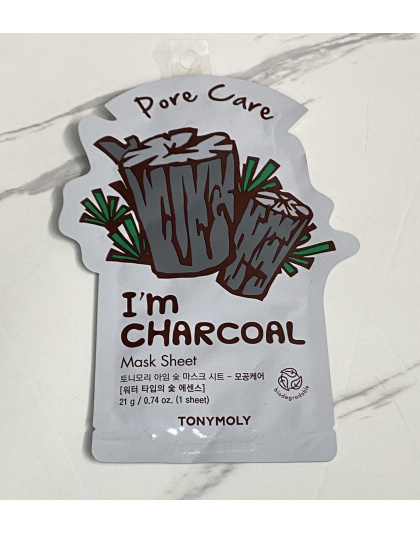 Pore Care
I'm
CHARCOAL
Mask Sheet
토니모리 아임 숯 마스크 시트 – 모공케어
[워터 타입의 숯 에센스]
21 g / 0.74 oz. (1 sheet)
biodegradable
TONYMOLY